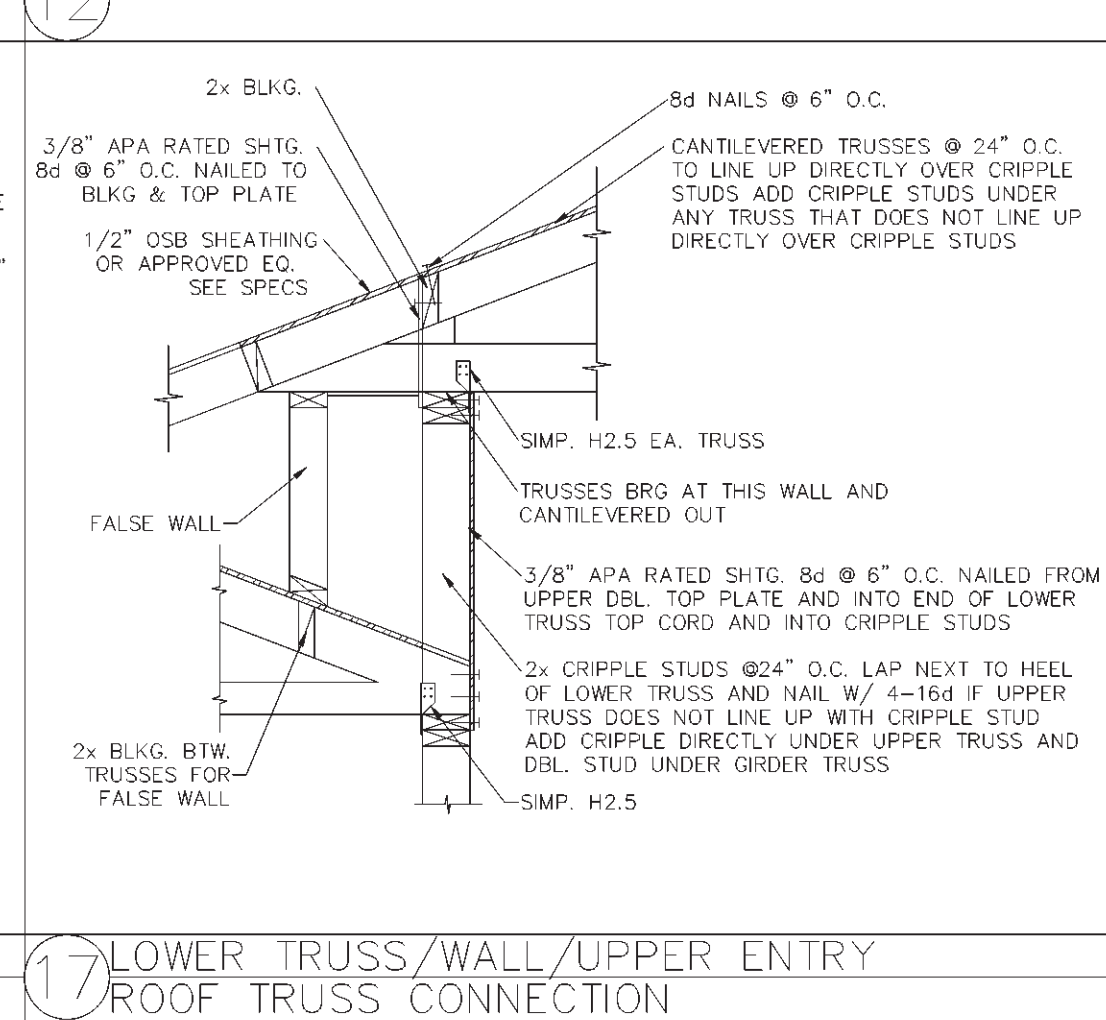 12
2x BLKG.
3/8" APA RATED SHTG.
8d @ 6" O.C. NAILED TO
BLKG & TOP PLATE
1/2" OSB SHEATHING
OR APPROVED EQ.
SEE SPECS
8d NAILS @ 6" O.C.
CANTILEVERED TRUSSES @ 24" O.C.
TO LINE UP DIRECTLY OVER CRIPPLE
STUDS ADD CRIPPLE STUDS UNDER
ANY TRUSS THAT DOES NOT LINE UP
DIRECTLY OVER CRIPPLE STUDS
E
"
SIMP. H2.5 EA. TRUSS
TRUSSES BRG AT THIS WALL AND
CANTILEVERED OUT
FALSE WALL
3/8" APA RATED SHTG. 8d @ 6" O.C. NAILED FROM
UPPER DBL. TOP PLATE AND INTO END OF LOWER
TRUSS TOP CORD AND INTO CRIPPLE STUDS
2x CRIPPLE STUDS @24" O.C. LAP NEXT TO HEEL
OF LOWER TRUSS AND NAIL W/ 4-16d IF UPPER
TRUSS DOES NOT LINE UP WITH CRIPPLE STUD
ADD CRIPPLE DIRECTLY UNDER UPPER TRUSS AND
DBL. STUD UNDER GIRDER TRUSS
2x BLKG. BTW.
TRUSSES FOR
FALSE WALL
SIMP. H2.5
17 LOWER TRUSS/WALL/UPPER ENTRY
ROOF TRUSS CONNECTION